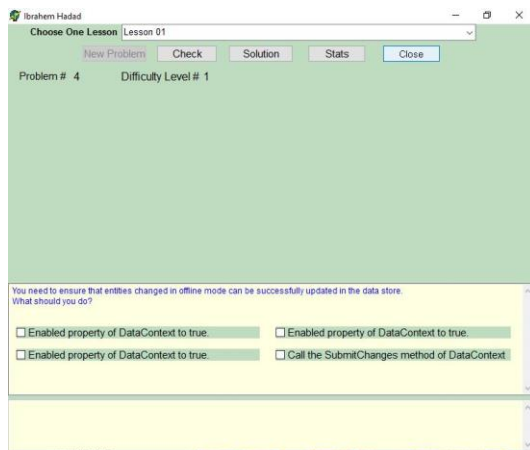 Ibrahem Hadad
Choose One Lesson Lesson 01
New Problem Check Solution Stats Close
Problem # 4 Difficulty Level # 1
You need to ensure that entities changed in offline mode can be successfully updated in the data store.
What should you do?
Enabled property of DataContext to true. Enabled property of DataContext to true.
Enabled property of DataContext to true. Call the SubmitChanges method of DataContext